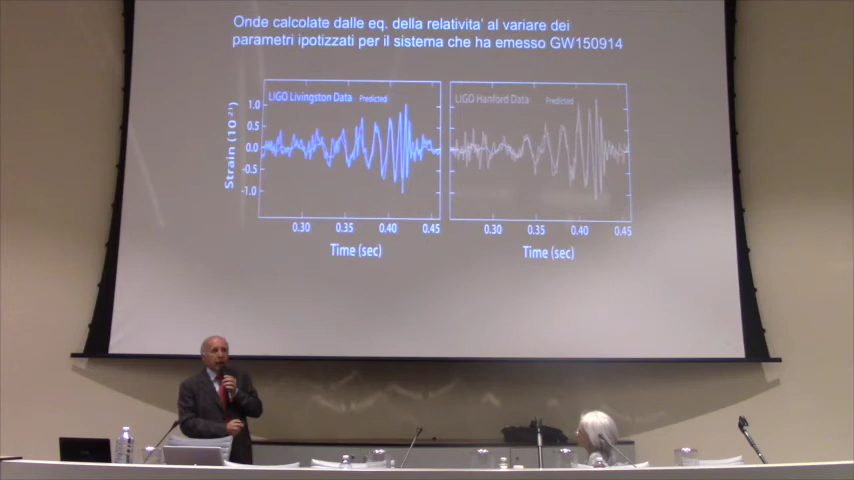 Onde calcolate dalle eq. della relatività' al variare dei
parametri ipotizzati per il sistema che ha emesso GW150914
LIGO Livingston Data Predicted
LIGO Hanford Data Predicted
Strain (10⁻²¹)
1.0
0.5
0.0
-0.5
-1.0
0.30 0.35 0.40 0.45
0.30 0.35 0.40 0.45
Time (sec)
Time (sec)